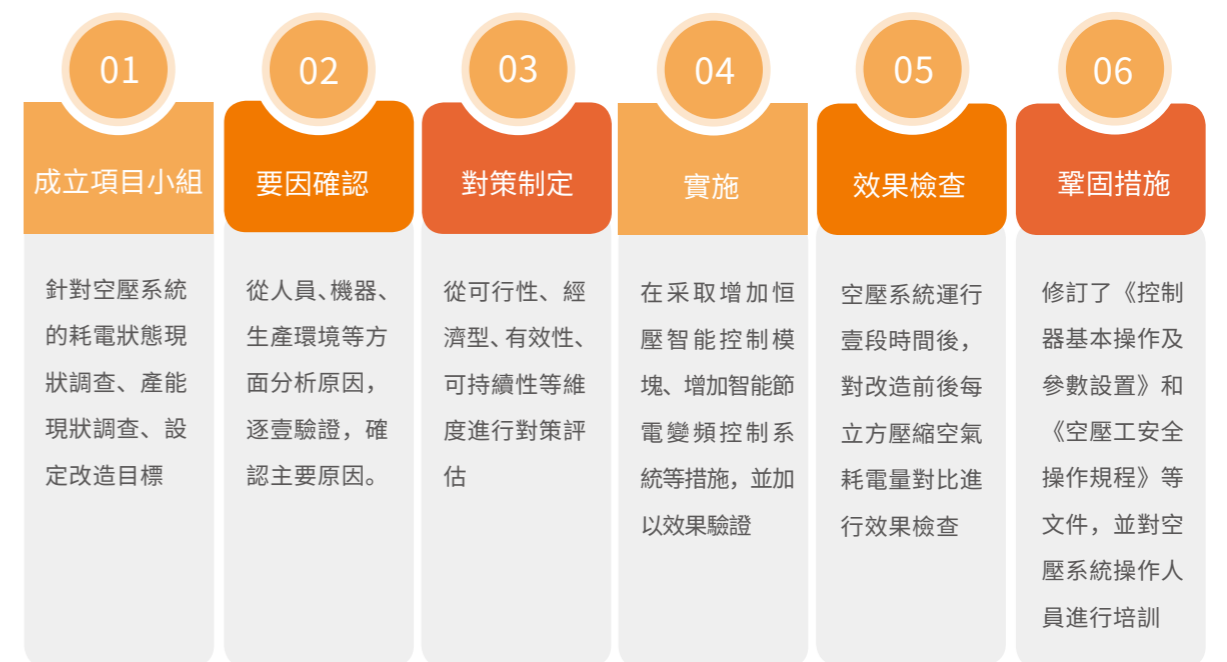 01
成立項目小組
針對空壓系統
的耗電狀態現
狀調查、產能
現狀調查、設
定改造目標
02
要因確認
從人員、機器、
生產環境等方
面分析原因，
逐壹驗證，確
認主要原因。
03
對策制定
從可行性、經
濟型、有效性、
可持續性等維
度進行對策評
估
04
實施
在采取增加恒
壓智能控制模
塊、增加智能節
電變頻控制系
統等措施，並加
以效果驗證
05
效果檢查
空壓系統運行
壹段時間後，
對改造前後每
立方壓縮空氣
耗電量對比進
行效果檢查
06
鞏固措施
修訂了《控制
器基本操作及
參數設置》和
《空壓工安全
操作規程》等
文件，並對空
壓系統操作人
員進行培訓